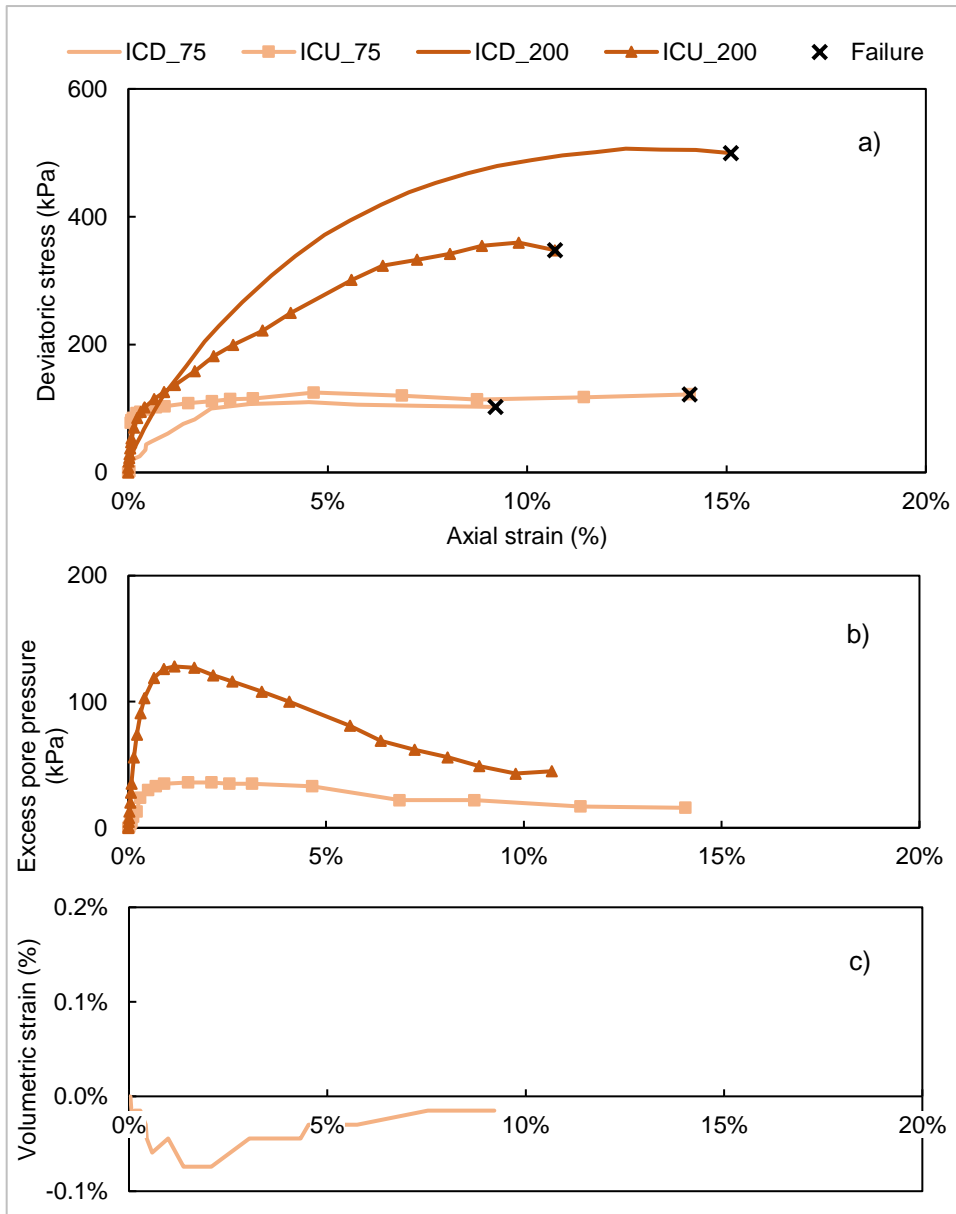 ICD_75 ICU_75 ICD_200 ICU_200 Failure
600
a)
400
200
0
0% 5% 10% 15% 20%
Deviatoric stress (kPa)
Axial strain (%)
200
b)
100
0
0% 5% 10% 15% 20%
Excess pore pressure
(kPa)
0.2%
c)
0.1%
0.0%
0% 5% 10% 15% 20%
-0.1%
Volumetric strain (%)